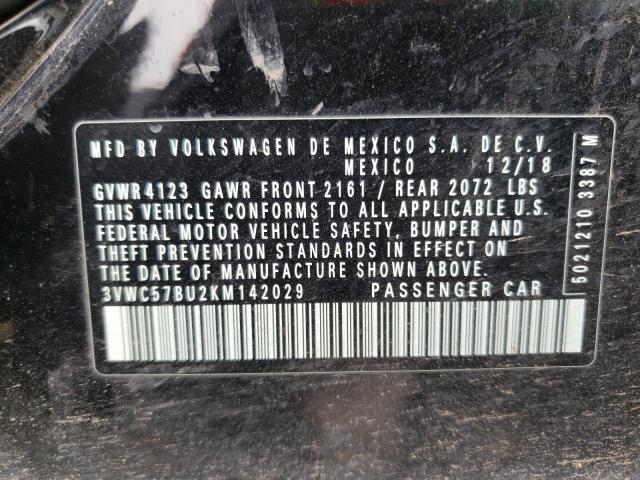 MFD BY VOLKSWAGEN DE MEXICO S.A. DE C.V.
MEXICO 12/18
GVWR4123 GAWR FRONT 2161 / REAR 2072 LBS
THIS VEHICLE CONFORMS TO ALL APPLICABLE U.S.
FEDERAL MOTOR VEHICLE SAFETY, BUMPER AND
THEFT PREVENTION STANDARDS IN EFFECT ON
THE DATE OF MANUFACTURE SHOWN ABOVE.
3VWC57BU2KM142029 PASSENGER CAR
5021210 3387 M